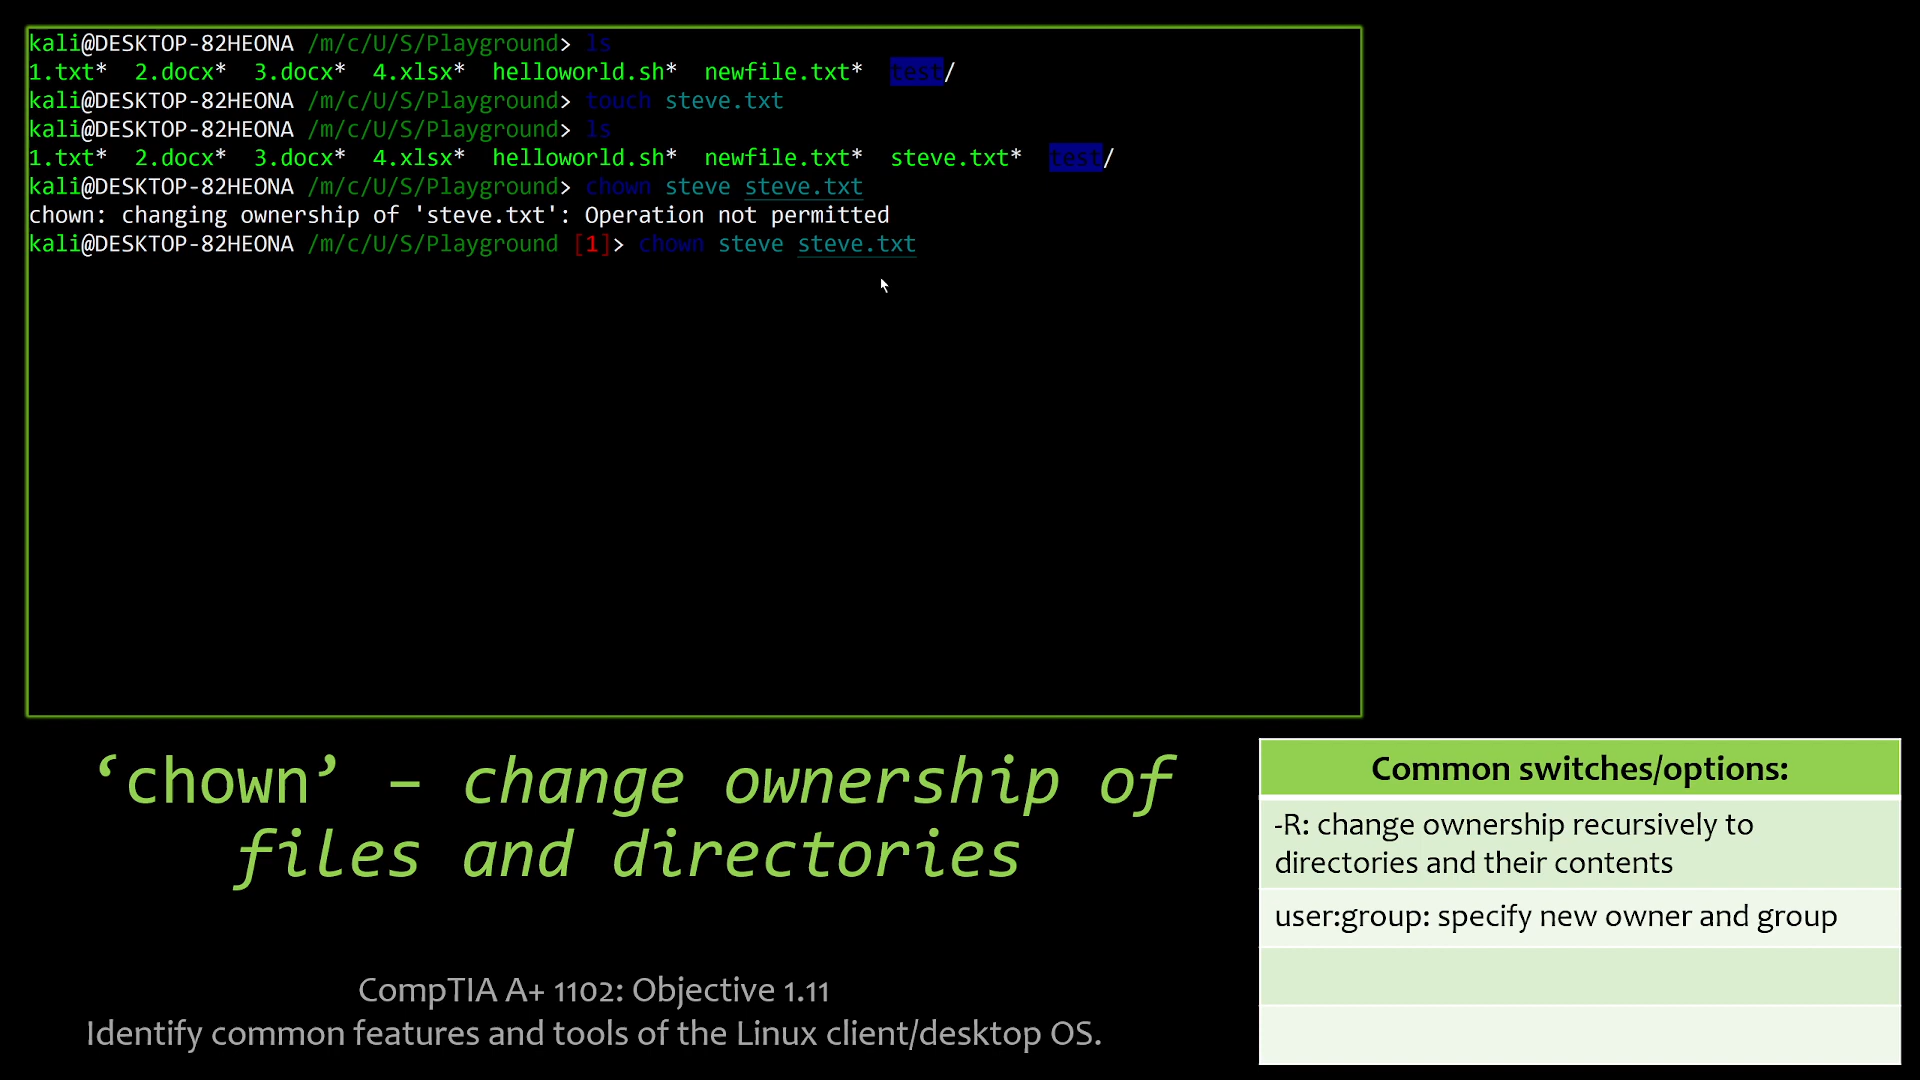 kali@DESKTOP-82HEONA /m/c/U/S/Playground> ls
1.txt* 2.docx* 3.docx* 4.xlsx* helloworld.sh* newfile.txt* test/
kali@DESKTOP-82HEONA /m/c/U/S/Playground> touch steve.txt
kali@DESKTOP-82HEONA /m/c/U/S/Playground> ls
1.txt* 2.docx* 3.docx* 4.xlsx* helloworld.sh* newfile.txt* steve.txt* test/
kali@DESKTOP-82HEONA /m/c/U/S/Playground> chown steve steve.txt
chown: changing ownership of 'steve.txt': Operation not permitted
kali@DESKTOP-82HEONA /m/c/U/S/Playground [1]> chown steve steve.txt
‘chown’ – change ownership of
files and directories
CompTIA A+ 1102: Objective 1.11
Identify common features and tools of the Linux client/desktop OS.
Common switches/options:
-R: change ownership recursively to
directories and their contents
user:group: specify new owner and group